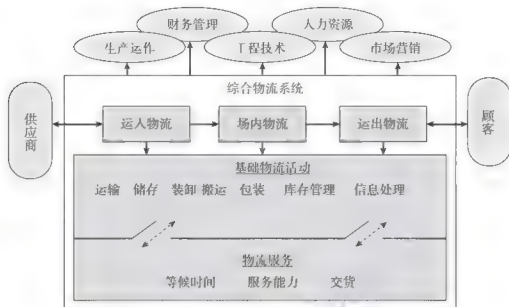 财务管理 人力资源
生产运作 工程技术 市场营销
综合物流系统
供应商 运入物流 场内物流 运出物流 顾客
基础物流活动
运输 储存 装卸 搬运 包装 库存管理 信息处理
物流服务
等候时间 服务能力 交货